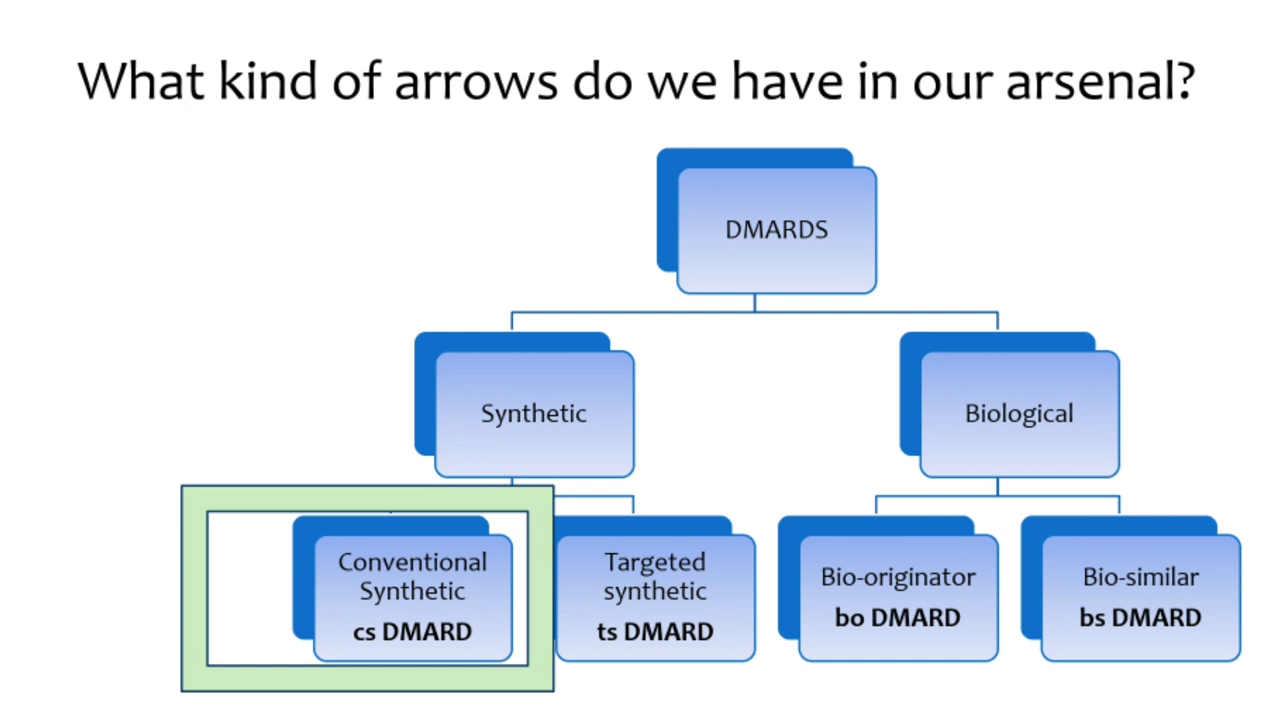 What kind of arrows do we have in our arsenal?
DMARDS
Synthetic
Biological
Conventional
Synthetic
cs DMARD
Targeted
synthetic
ts DMARD
Bio-originator
bo DMARD
Bio-similar
bs DMARD